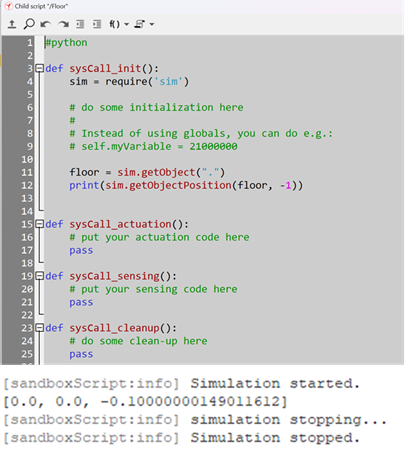 Child script "/Floor"
f()
1 #python
2
3 def sysCall_init():
4 sim = require('sim')
5
6 # do some initialization here
7 #
8 # Instead of using globals, you can do e.g.:
9 # self.myVariable = 21000000
10
11 floor = sim.getObject(".")
12 print(sim.getObjectPosition(floor, -1))
13
14
15 def sysCall_actuation():
16 # put your actuation code here
17 pass
18
19 def sysCall_sensing():
20 # put your sensing code here
21 pass
22
23 def sysCall_cleanup():
24 # do some clean-up here
25 pass
[sandboxScript:info] Simulation started.
[0.0, 0.0, -0.10000000149011612]
[sandboxScript:info] simulation stopping...
[sandboxScript:info] Simulation stopped.